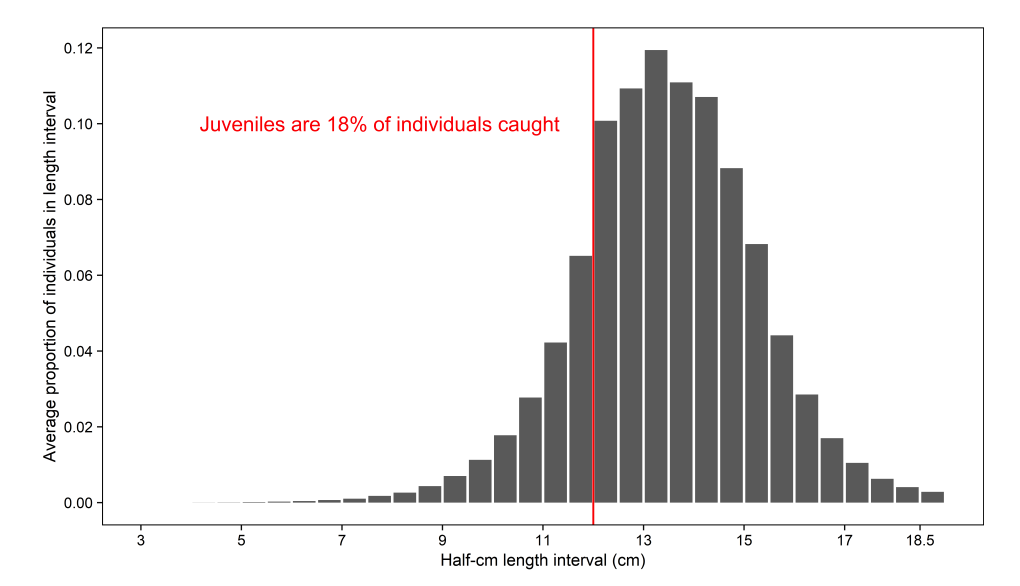 0.12
0.10
0.08
0.06
0.04
0.02
0.00
Average proportion of individuals in length interval
Juveniles are 18% of individuals caught
3 5 7 9 11 13 15 17 18.5
Half-cm length interval (cm)